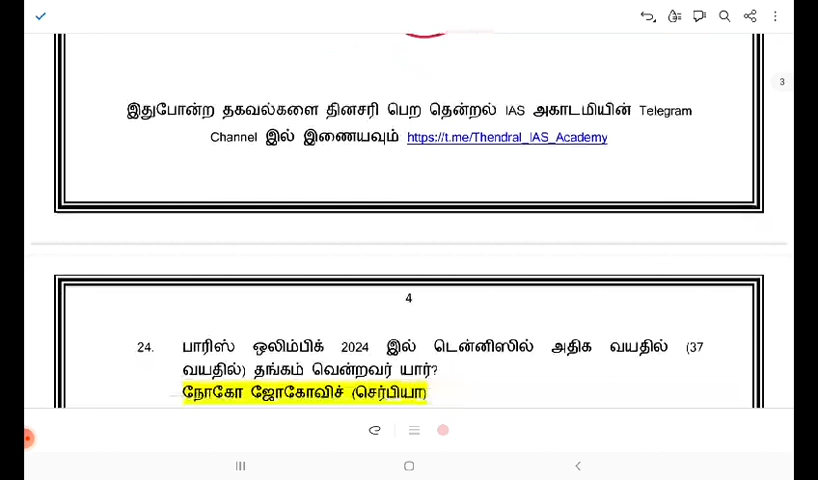 3
இதுபோன்ற தகவல்களை தினசரி பெற தென்றல் IAS அகாடமியின் Telegram
Channel இல் இணையவும் https://t.me/Thendral_IAS_Academy
4
24. பாரிஸ் ஒலிம்பிக் 2024 இல் டென்னிஸில் அதிக வயதில் (37
வயதில்) தங்கம் வென்றவர் யார்?
நோகோ ஜோகோவிச் (செர்பியா)